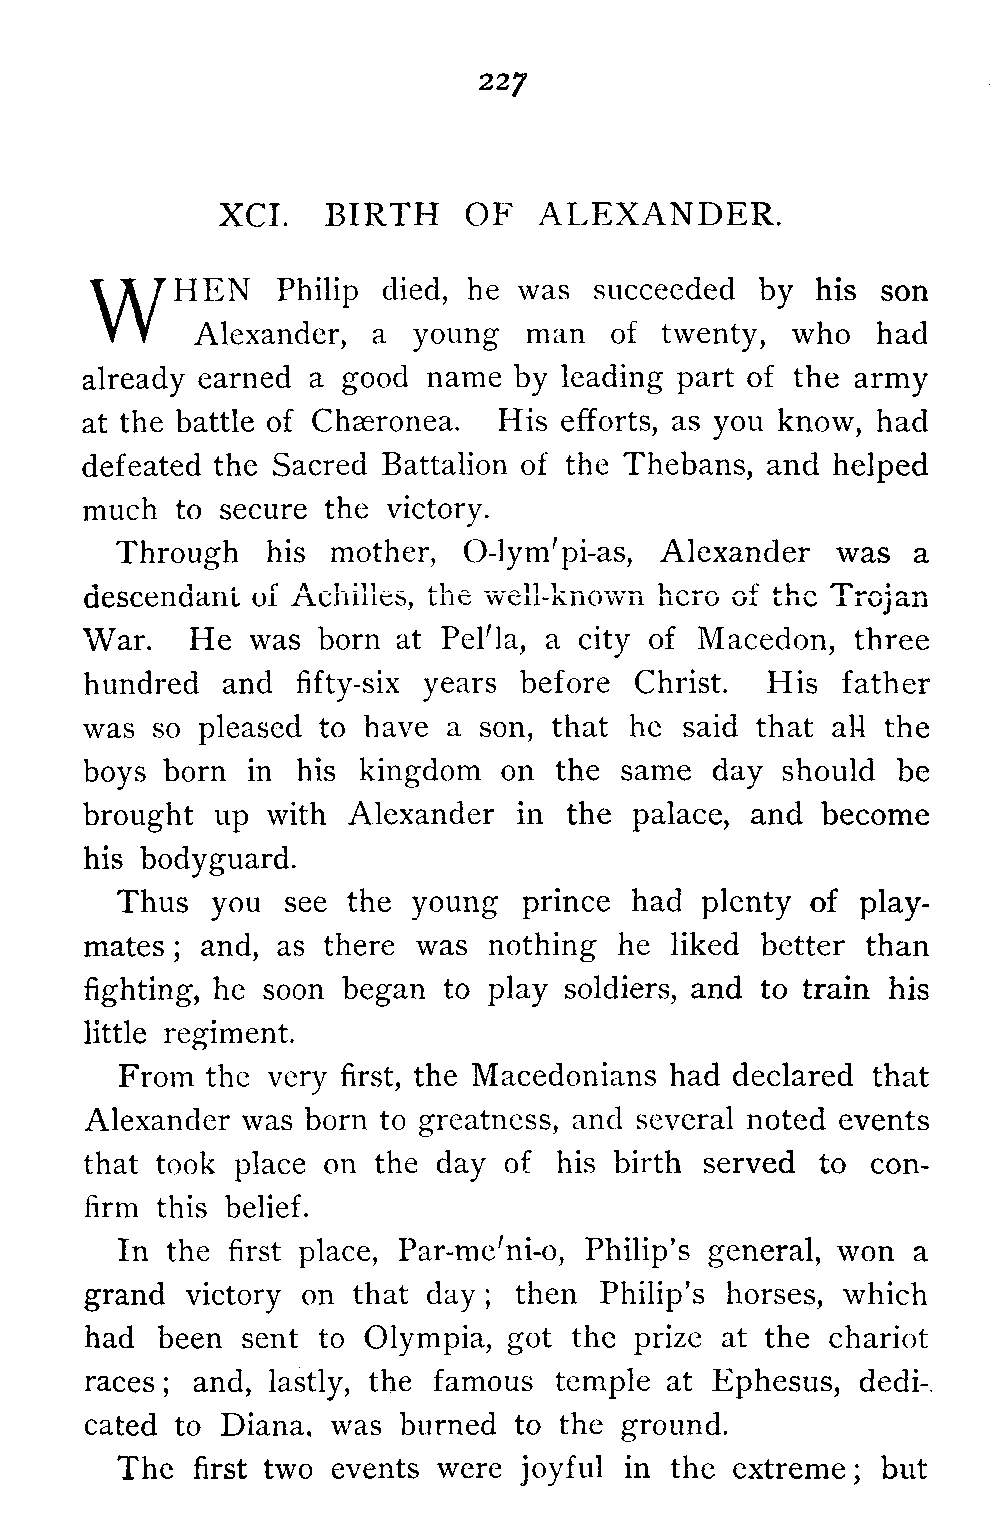 227
XCI. BIRTH OF ALEXANDER.
WHEN Philip died, he was succeeded by his son
Alexander, a young man of twenty, who had
already earned a good name by leading part of the army
at the battle of Chæronea. His efforts, as you know, had
defeated the Sacred Battalion of the Thebans, and helped
much to secure the victory.
Through his mother, O-lym′pi-as, Alexander was a
descendant of Achilles, the well-known hero of the Trojan
War. He was born at Pel′la, a city of Macedon, three
hundred and fifty-six years before Christ. His father
was so pleased to have a son, that he said that all the
boys born in his kingdom on the same day should be
brought up with Alexander in the palace, and become
his bodyguard.
Thus you see the young prince had plenty of play-
mates; and, as there was nothing he liked better than
fighting, he soon began to play soldiers, and to train his
little regiment.
From the very first, the Macedonians had declared that
Alexander was born to greatness, and several noted events
that took place on the day of his birth served to con-
firm this belief.
In the first place, Par-me′ni-o, Philip's general, won a
grand victory on that day; then Philip's horses, which
had been sent to Olympia, got the prize at the chariot
races; and, lastly, the famous temple at Ephesus, dedi-
cated to Diana, was burned to the ground.
The first two events were joyful in the extreme; but